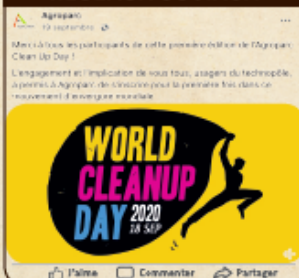 Agroparc
19 septembre
Merci à tous les participants de cette première édition de l'Agroparc
Clean Up Day !
L'engagement et l'implication de vous tous, usagers du technopôle,
a permis à Agroparc de s'inscrire pour la première fois dans ce
mouvement d'envergure mondiale
WORLD
CLEANUP
DAY 2020
18 SEP
J'aime Commenter Partager